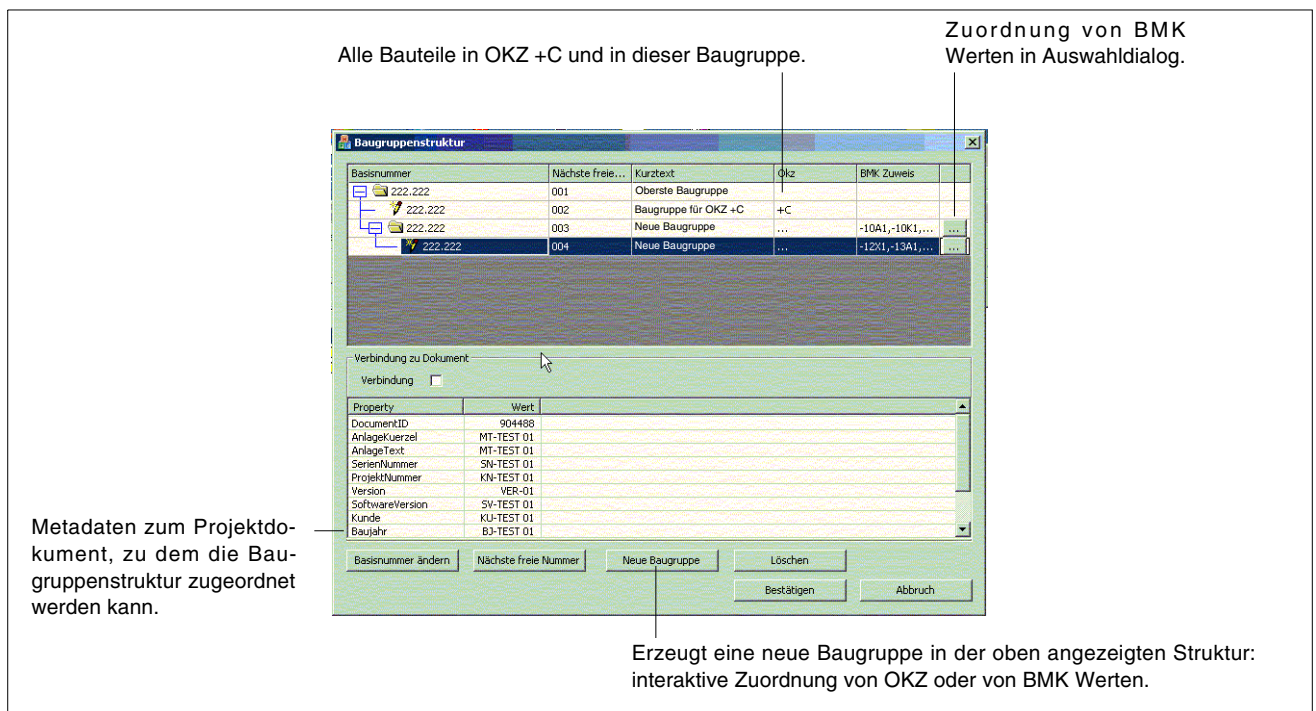 Alle Bauteile in OKZ +C und in dieser Baugruppe.
Zuordnung von BMK
Werten in Auswahldialog.
Baugruppenstruktur
Basisnummer Nächste freie... Kurztext Okz BMK Zuweis
222.222 001 Oberste Baugruppe
222.222 002 Baugruppe für OKZ +C +C
222.222 003 Neue Baugruppe ... -10A1,-10K1,... ...
222.222 004 Neue Baugruppe ... -12X1,-13A1,... ...
Verbindung zu Dokument
Verbindung
Property Wert
DocumentID 904488
AnlageKuerzel MT-TEST 01
AnlageText MT-TEST 01
SerienNummer SN-TEST 01
ProjektNummer KN-TEST 01
Version VER-01
SoftwareVersion SV-TEST 01
Kunde KU-TEST 01
Baujahr BJ-TEST 01
Metadaten zum Projektdo-
kument, zu dem die Bau-
gruppenstruktur zugeordnet
werden kann.
Basisnummer ändern Nächste freie Nummer Neue Baugruppe Löschen
Bestätigen Abbruch
Erzeugt eine neue Baugruppe in der oben angezeigten Struktur:
interaktive Zuordnung von OKZ oder von BMK Werten.